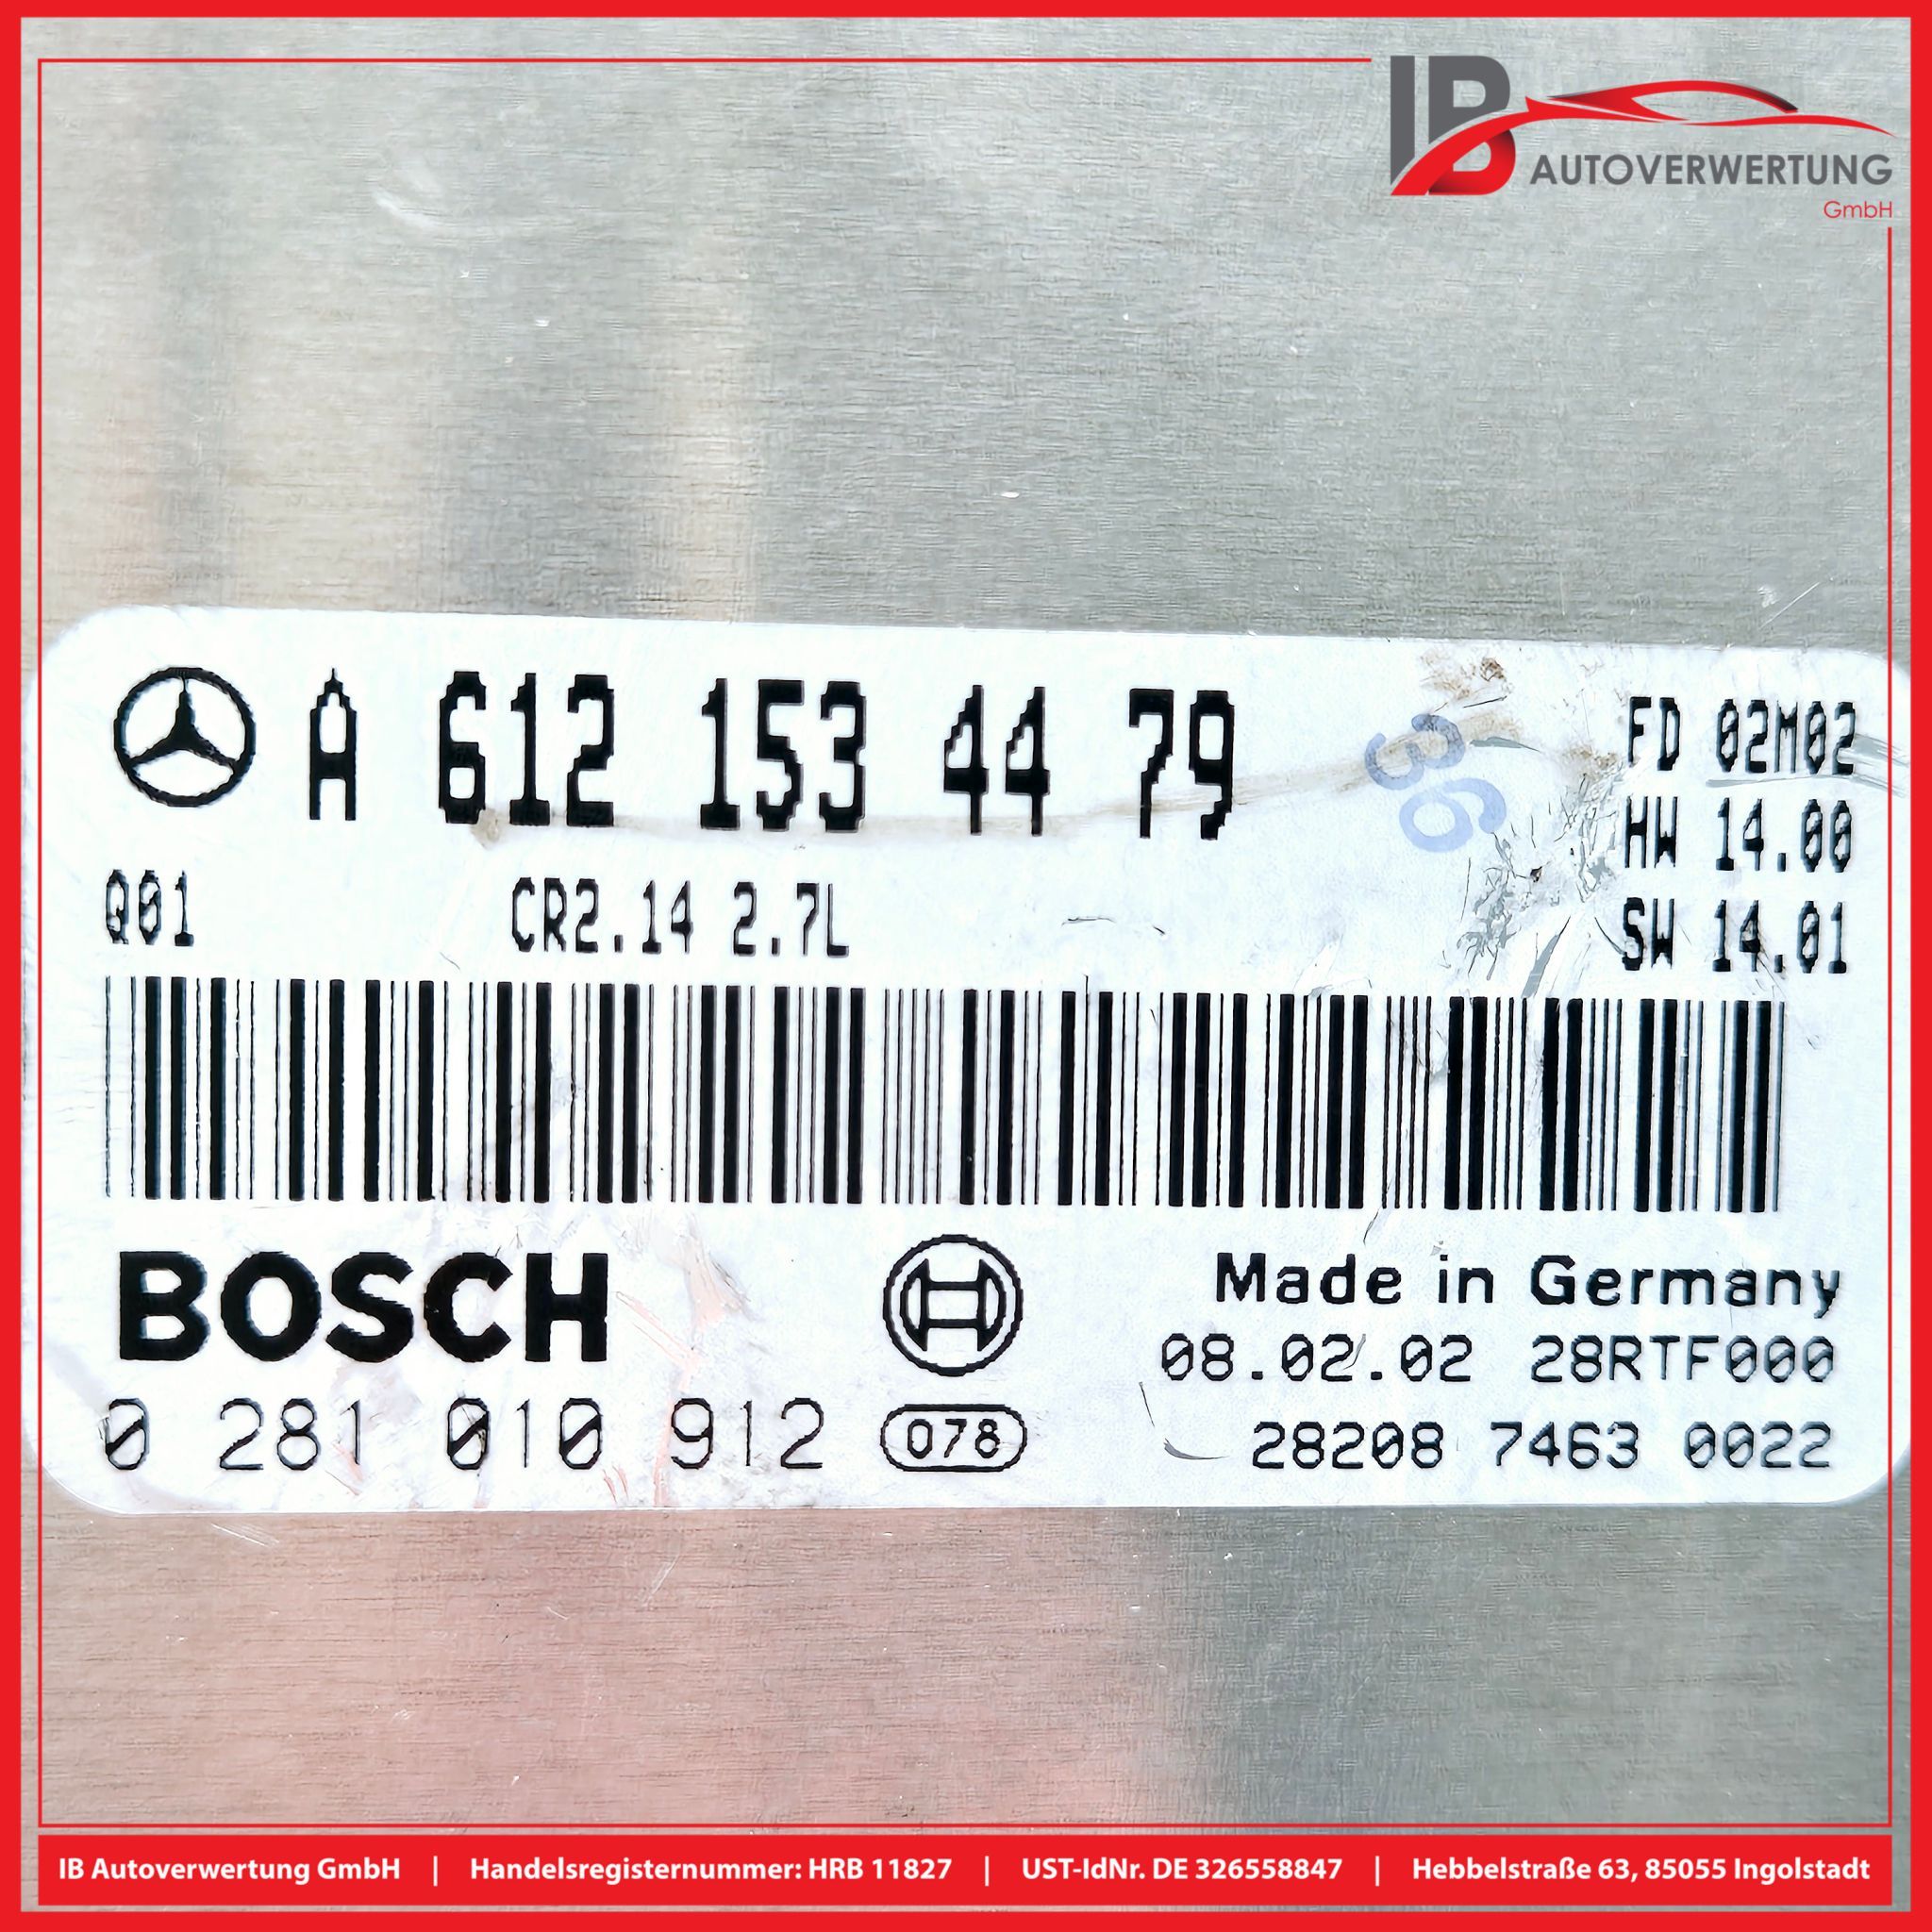 IB AUTOVERWERTUNG
GmbH
A 612 153 44 79
36
FD 02M02
HW 14.00
SW 14.01
Q01 CR2.14 2.7L
BOSCH
Made in Germany
08.02.02 28RTF000
0 281 010 912 078
28208 7463 0022
IB Autoverwertung GmbH | Handelsregisternummer: HRB 11827 | UST-IdNr. DE 326558847 | Hebbelstraße 63, 85055 Ingolstadt